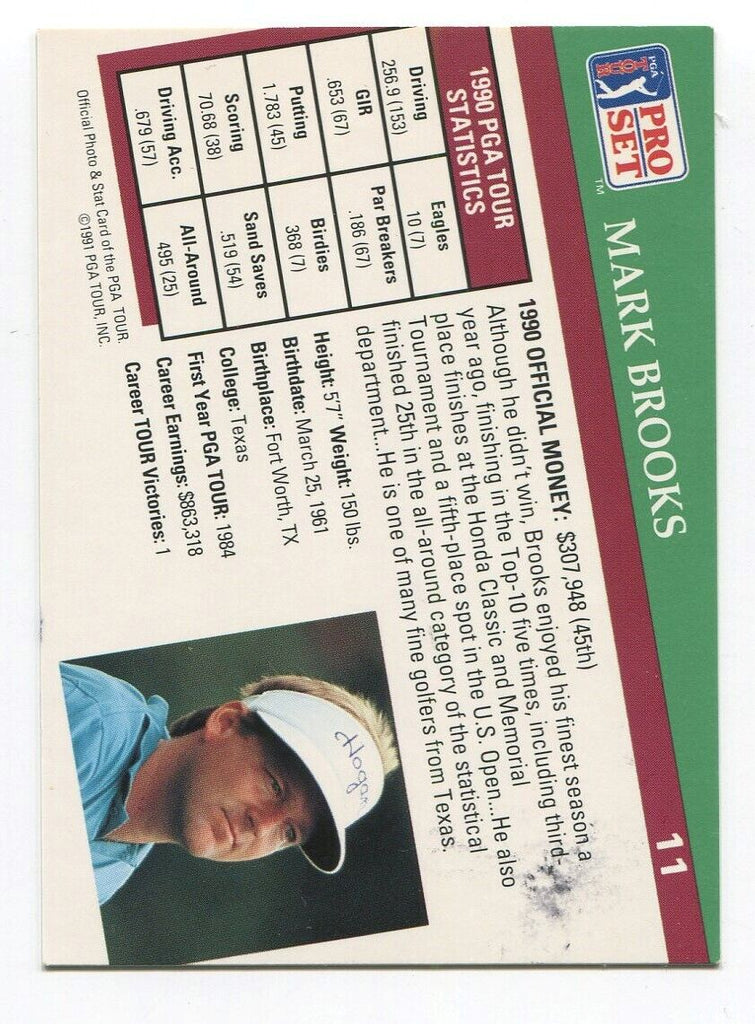 PGA
TOUR
PRO
SET
™
MARK BROOKS
11
1990 PGA TOUR
STATISTICS
Driving
256.9 (153)
Eagles
10 (7)
GIR
.653 (67)
Par Breakers
.186 (67)
Putting
1.783 (45)
Birdies
368 (7)
Scoring
70.68 (38)
Sand Saves
.519 (54)
Driving Acc.
.679 (57)
All-Around
495 (25)
Official Photo & Stat Card of the PGA TOUR.
©1991 PGA TOUR, INC.
1990 OFFICIAL MONEY: $307,948 (45th)
Although he didn't win, Brooks enjoyed his finest season a
year ago, finishing in the Top-10 five times, including third-
place finishes at the Honda Classic and Memorial
Tournament and a fifth-place spot in the U.S. Open...He also
finished 25th in the all-around category of the statistical
department...He is one of many fine golfers from Texas.
Height: 5'7" Weight: 150 lbs.
Birthdate: March 25, 1961
Birthplace: Fort Worth, TX
College: Texas
First Year PGA TOUR: 1984
Career Earnings: $863,318
Career TOUR Victories: 1
Hogan